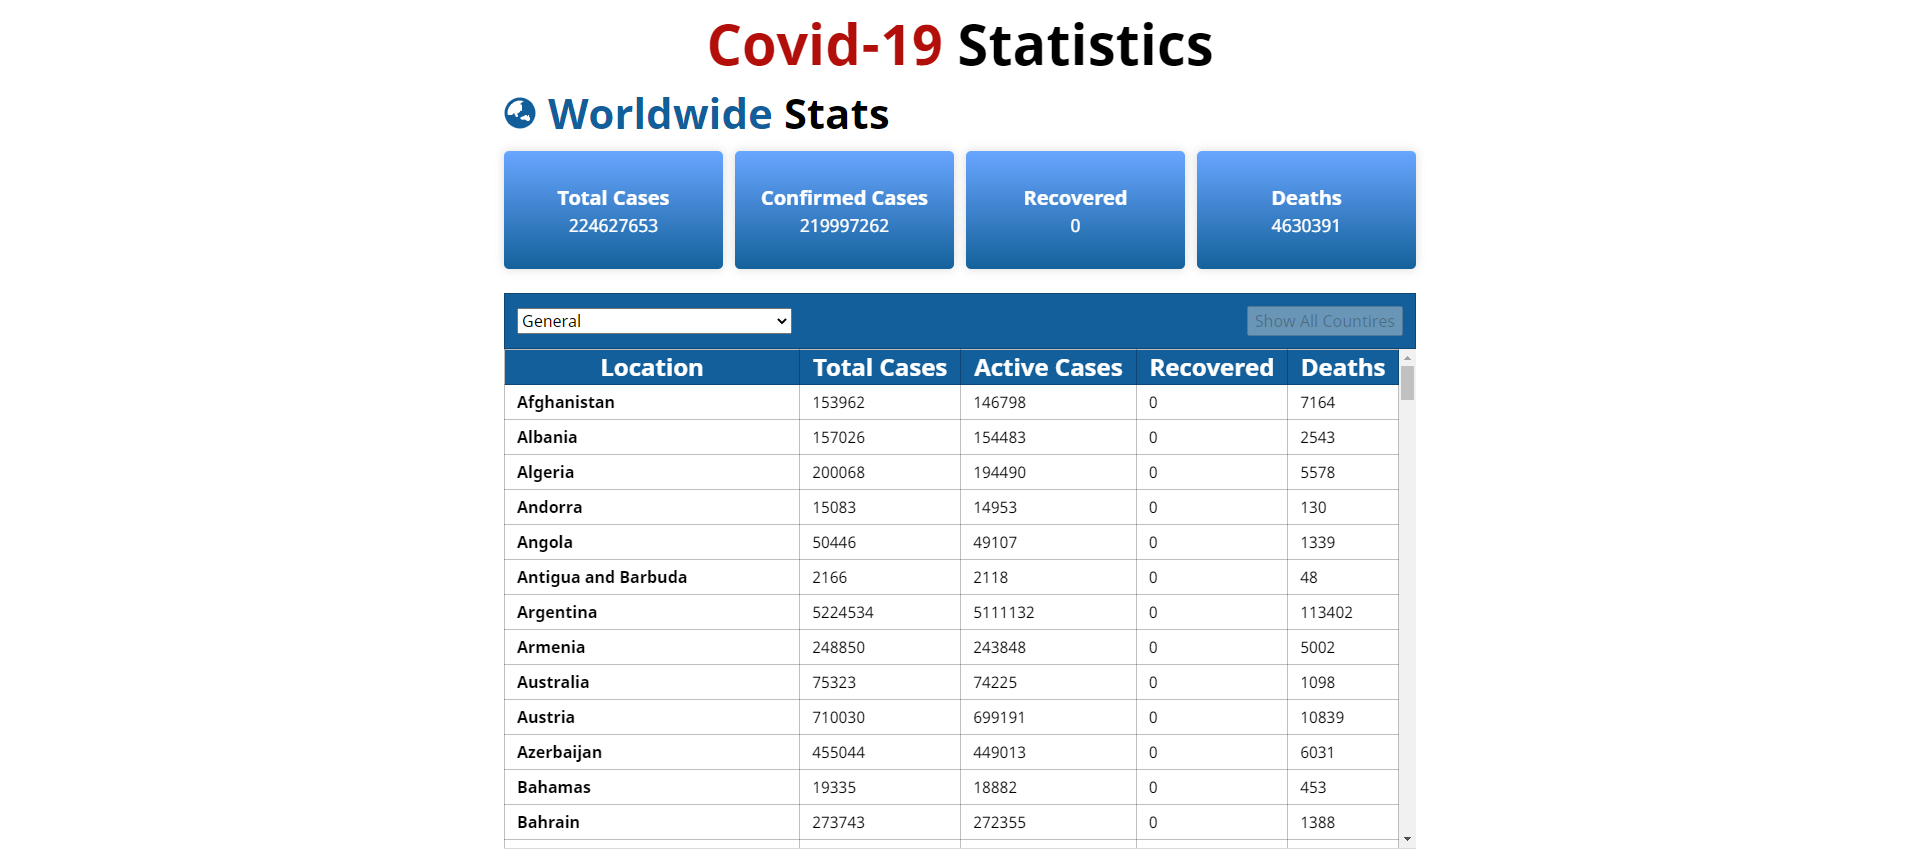 Covid-19 Statistics
Worldwide Stats
Total Cases Confirmed Cases Recovered Deaths
224627653 219997262 0 4630391
General Show All Countires
Location Total Cases Active Cases Recovered Deaths
Afghanistan 153962 146798 0 7164
Albania 157026 154483 0 2543
Algeria 200068 194490 0 5578
Andorra 15083 14953 0 130
Angola 50446 49107 0 1339
Antigua and Barbuda 2166 2118 0 48
Argentina 5224534 5111132 0 113402
Armenia 248850 243848 0 5002
Australia 75323 74225 0 1098
Austria 710030 699191 0 10839
Azerbaijan 455044 449013 0 6031
Bahamas 19335 18882 0 453
Bahrain 273743 272355 0 1388